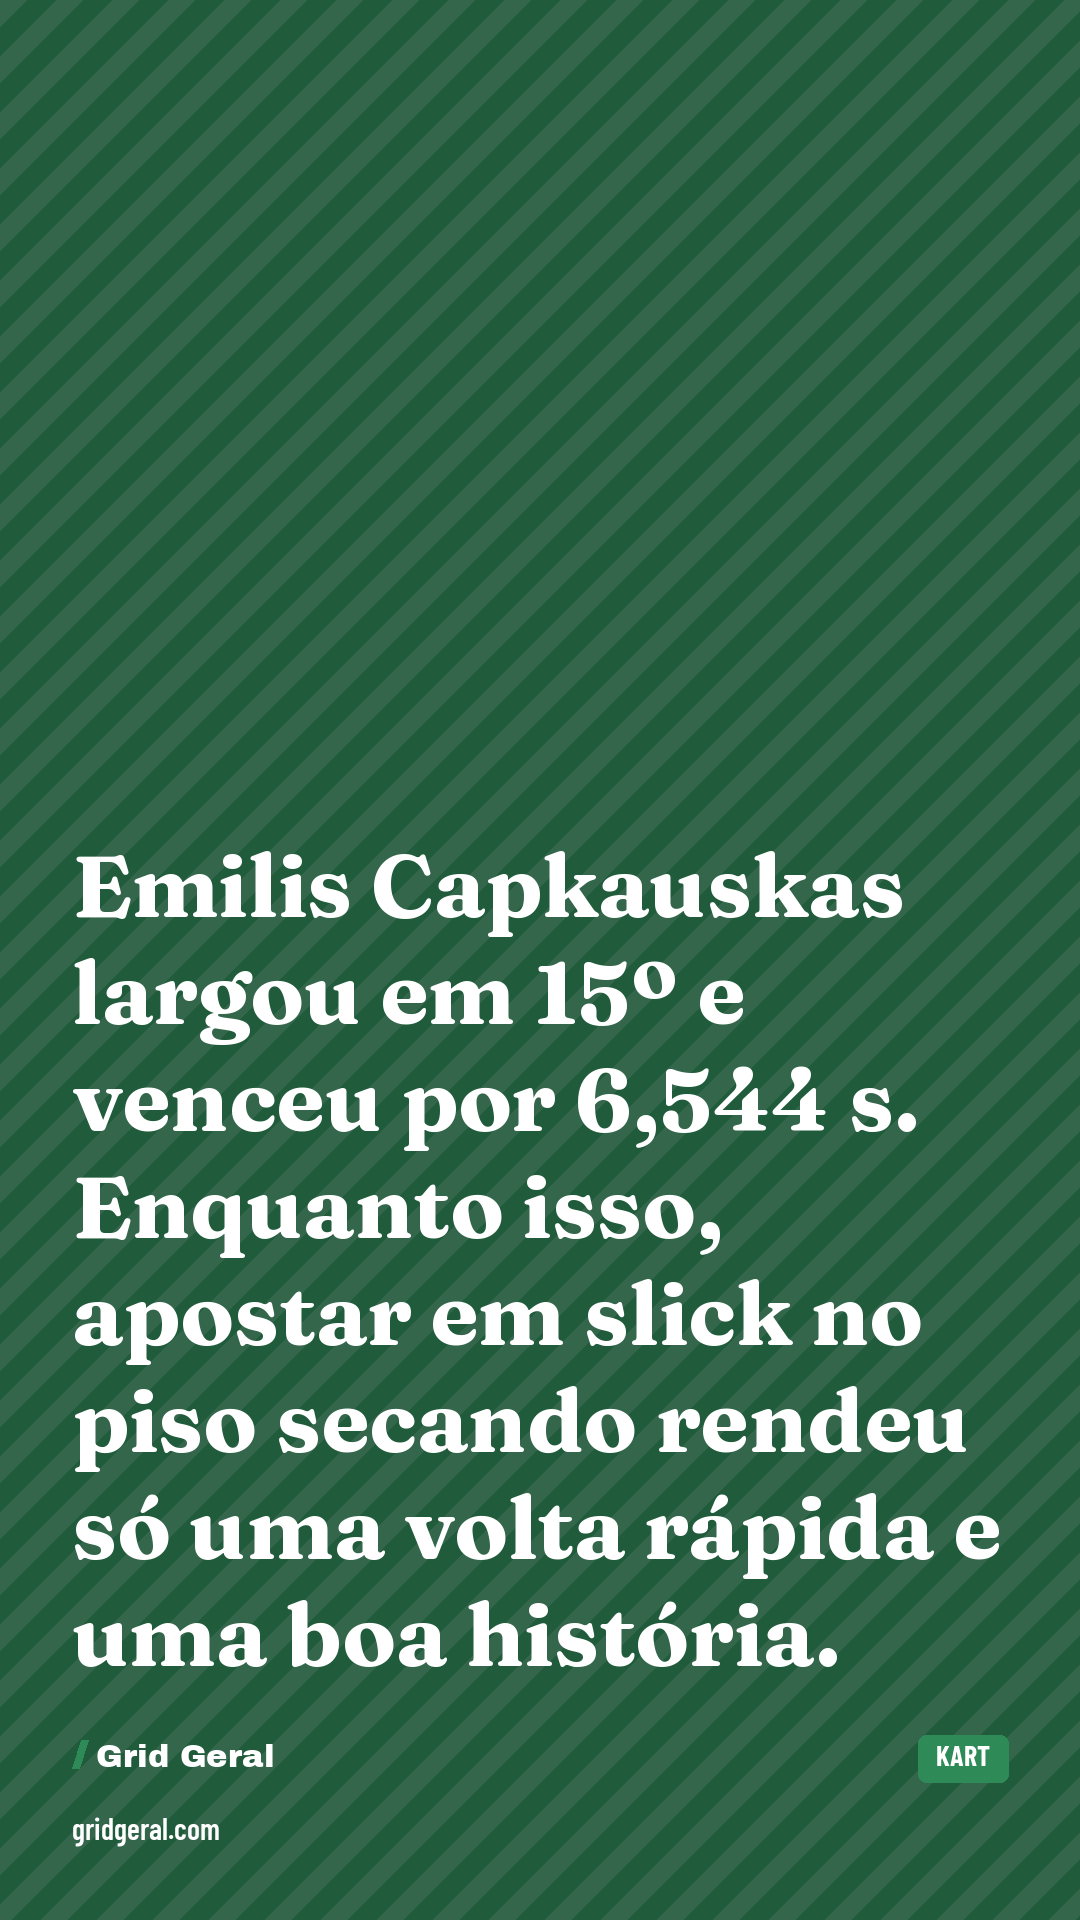 Emilis Capkauskas
largou em 15º e
venceu por 6,544 s.
Enquanto isso,
apostar em slick no
piso secando rendeu
só uma volta rápida e
uma boa história.
Grid Geral
KART
gridgeral.com